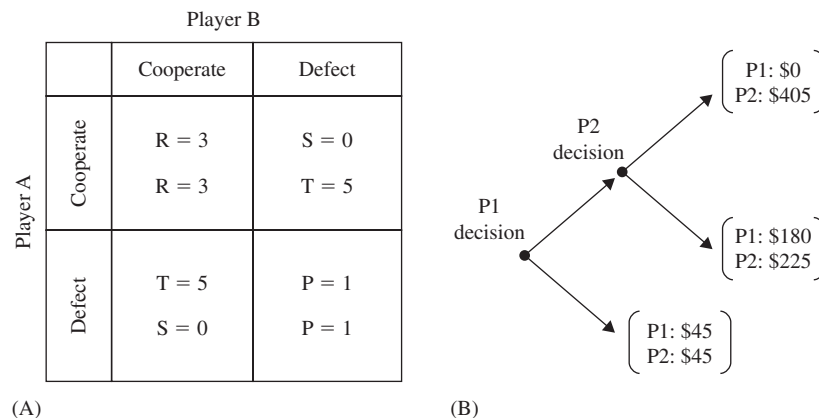 Player B
Cooperate Defect
Player A
Cooperate
R = 3 S = 0
R = 3 T = 5
Defect
T = 5 P = 1
S = 0 P = 1
(A)
P1
decision
P2
decision
P1: $0
P2: $405
P1: $180
P2: $225
P1: $45
P2: $45
(B)